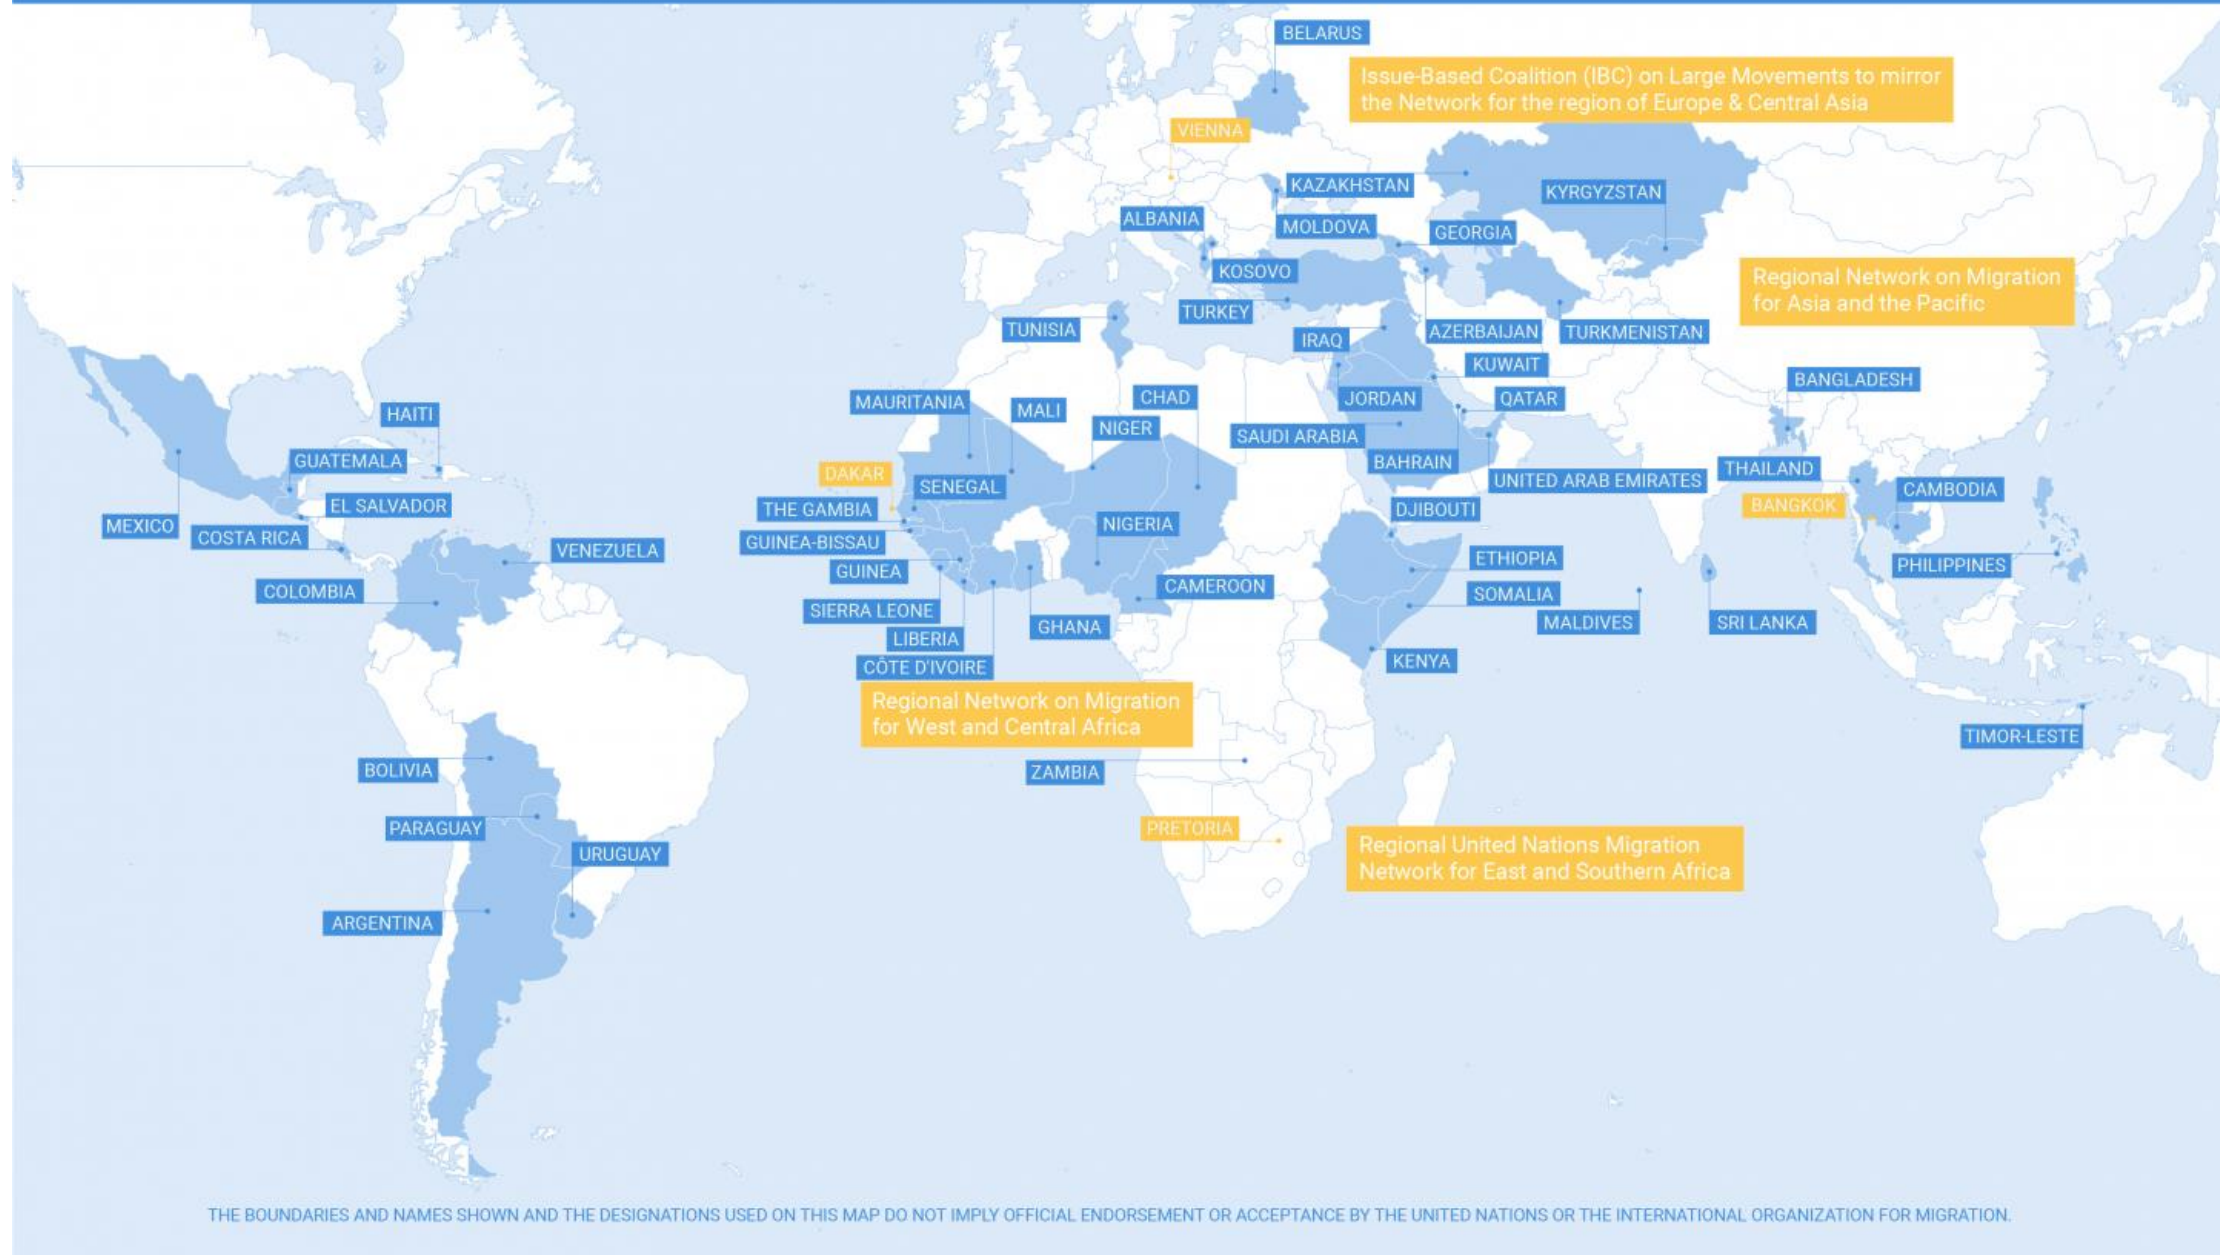 BELARUS
Issue-Based Coalition (IBC) on Large Movements to mirror
the Network for the region of Europe & Central Asia
VIENNA
KAZAKHSTAN
KYRGYZSTAN
ALBANIA
MOLDOVA
GEORGIA
KOSOVO
Regional Network on Migration
for Asia and the Pacific
TURKEY
TUNISIA
IRAQ
AZERBAIJAN
TURKMENISTAN
KUWAIT
BANGLADESH
MAURITANIA
MALI
CHAD
JORDAN
QATAR
HAITI
NIGER
SAUDI ARABIA
GUATEMALA
BAHRAIN
DAKAR
SENEGAL
UNITED ARAB EMIRATES
THAILAND
CAMBODIA
EL SALVADOR
THE GAMBIA
DJIBOUTI
BANGKOK
MEXICO
COSTA RICA
NIGERIA
GUINEA-BISSAU
VENEZUELA
ETHIOPIA
PHILIPPINES
GUINEA
COLOMBIA
CAMEROON
SOMALIA
SIERRA LEONE
MALDIVES
SRI LANKA
LIBERIA
GHANA
CÔTE D'IVOIRE
KENYA
Regional Network on Migration
for West and Central Africa
TIMOR-LESTE
BOLIVIA
ZAMBIA
PARAGUAY
PRETORIA
URUGUAY
Regional United Nations Migration
Network for East and Southern Africa
ARGENTINA
THE BOUNDARIES AND NAMES SHOWN AND THE DESIGNATIONS USED ON THIS MAP DO NOT IMPLY OFFICIAL ENDORSEMENT OR ACCEPTANCE BY THE UNITED NATIONS OR THE INTERNATIONAL ORGANIZATION FOR MIGRATION.